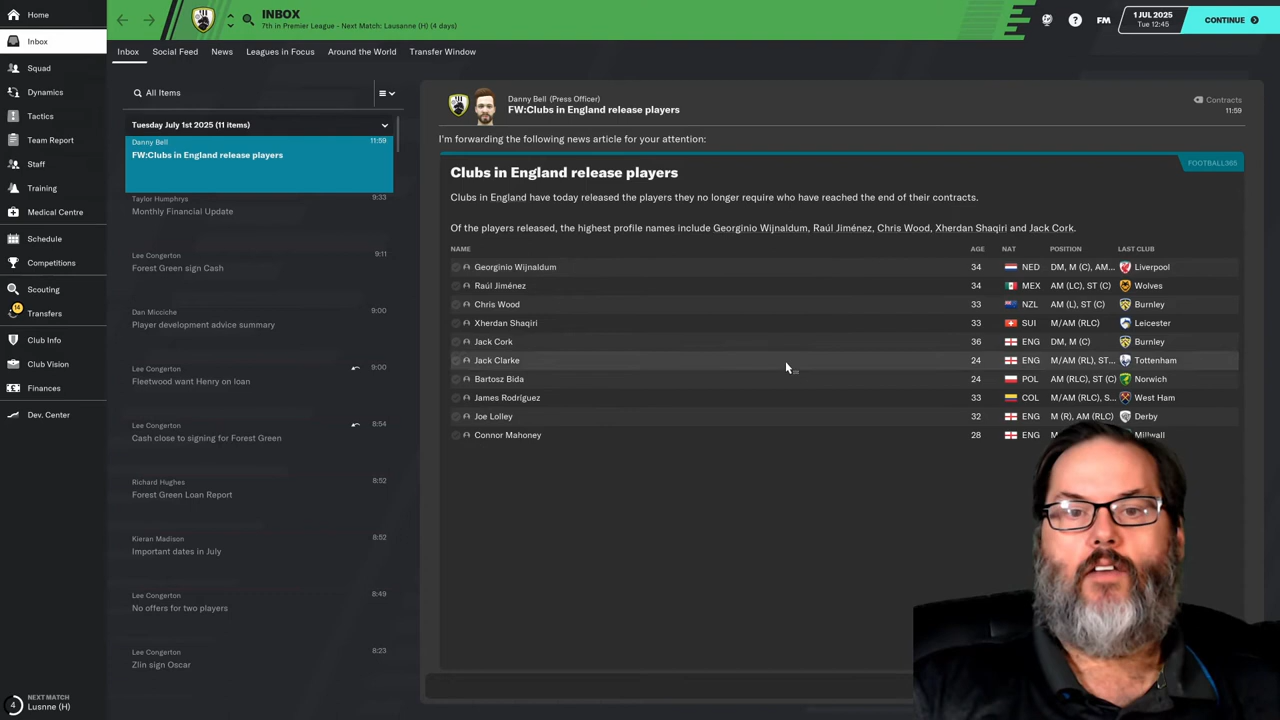 Home
Inbox
Squad
Dynamics
Tactics
Team Report
Staff
Training
Medical Centre
Schedule
Competitions
Scouting
14
Transfers
Club Info
Club Vision
Finances
Dev. Center
4
NEXT MATCH
Lusnne (H)
INBOX
7th in Premier League - Next Match: Lausanne (H) (4 days)
?
FM
1 JUL 2025
Tue 12:45
CONTINUE
Inbox
Social Feed
News
Leagues in Focus
Around the World
Transfer Window
All Items
Tuesday July 1st 2025 (11 items)
Danny Bell
11:59
FW:Clubs in England release players
Taylor Humphrys
9:33
Monthly Financial Update
Lee Congerton
9:11
Forest Green sign Cash
Dan Micciche
9:00
Player development advice summary
Lee Congerton
9:00
Fleetwood want Henry on loan
Lee Congerton
8:54
Cash close to signing for Forest Green
Richard Hughes
8:52
Forest Green Loan Report
Kieran Madison
8:52
Important dates in July
Lee Congerton
8:49
No offers for two players
Lee Congerton
8:23
Zlin sign Oscar
Danny Bell (Press Officer)
FW:Clubs in England release players
Contracts
11:59
I'm forwarding the following news article for your attention:
FOOTBALL365
Clubs in England release players
Clubs in England have today released the players they no longer require who have reached the end of their contracts.
Of the players released, the highest profile names include Georginio Wijnaldum, Raúl Jiménez, Chris Wood, Xherdan Shaqiri and Jack Cork.
NAME AGE NAT POSITION LAST CLUB
Georginio Wijnaldum 34 NED DM, M (C), AM... Liverpool
Raúl Jiménez 34 MEX AM (LC), ST (C) Wolves
Chris Wood 33 NZL AM (L), ST (C) Burnley
Xherdan Shaqiri 33 SUI M/AM (RLC) Leicester
Jack Cork 36 ENG DM, M (C) Burnley
Jack Clarke 24 ENG M/AM (RL), ST... Tottenham
Bartosz Bida 24 POL AM (RLC), ST (C) Norwich
James Rodríguez 33 COL M/AM (RLC), S... West Ham
Joe Lolley 32 ENG M (R), AM (RLC) Derby
Connor Mahoney 28 ENG Millwall